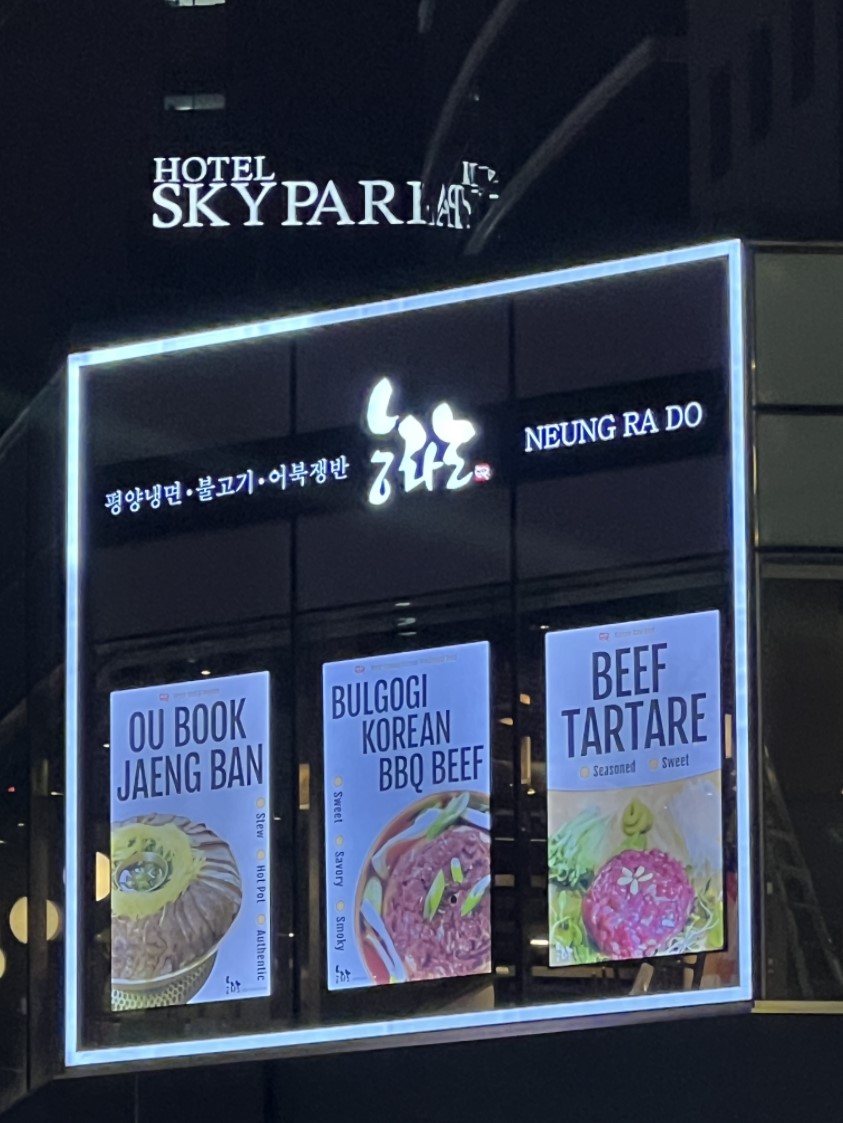 HOTEL
SKYPARK
평양냉면•불고기•어북쟁반
능라도
NEUNG RA DO
OU BOOK
JAENG BAN
Stew
Hot Pot
Authentic
BULGOGI
KOREAN
BBQ BEEF
Sweet
Savory
Smoky
BEEF
TARTARE
Seasoned
Sweet